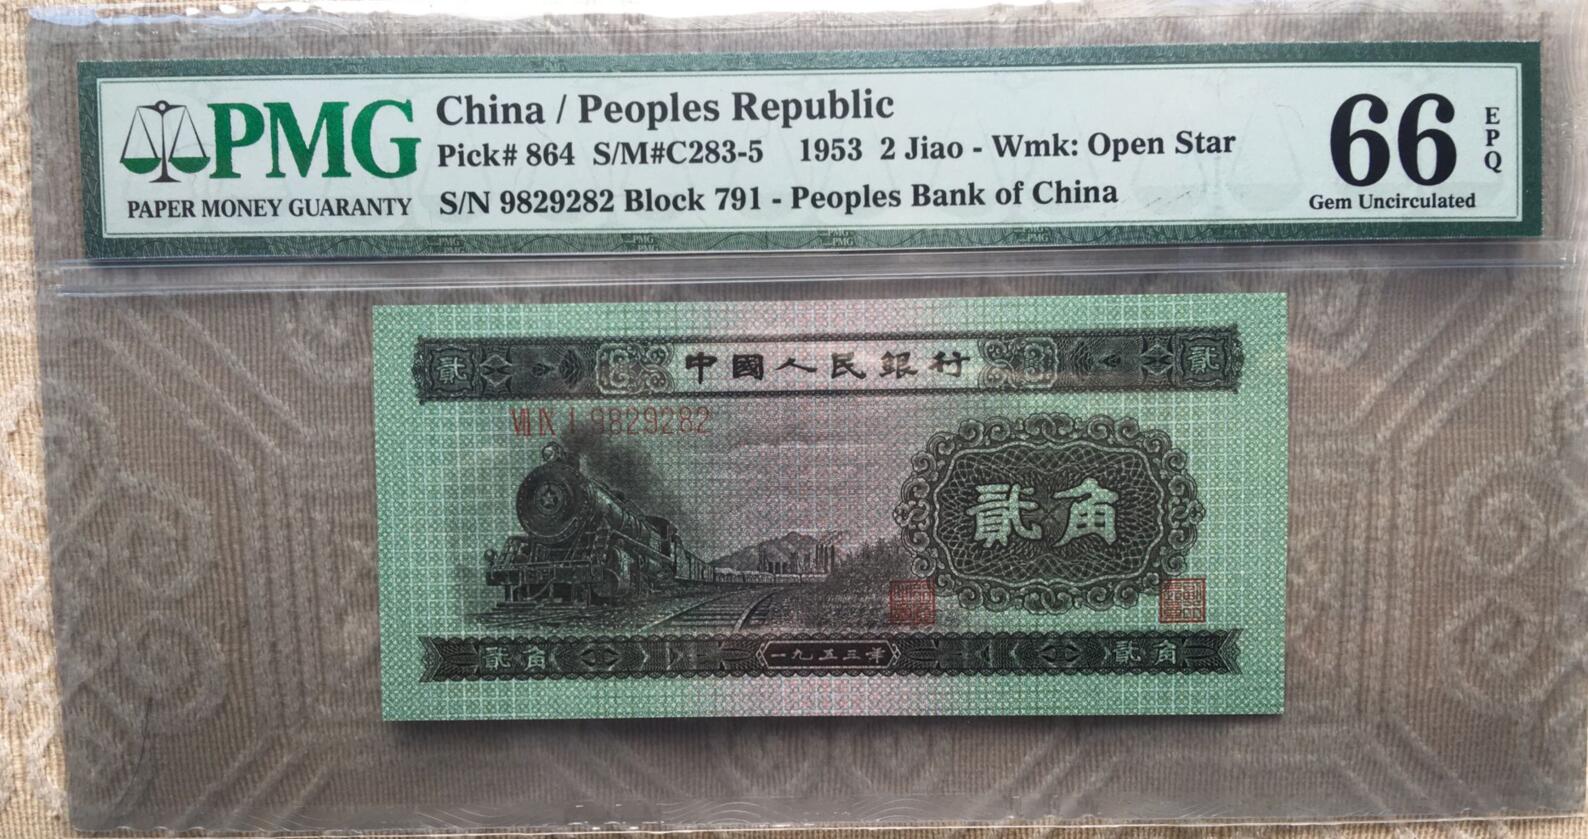 PMG
PAPER MONEY GUARANTY
China / Peoples Republic
Pick# 864 S/M#C283-5 1953 2 Jiao - Wmk: Open Star
S/N 9829282 Block 791 - Peoples Bank of China
66 EPQ
Gem Uncirculated
貳 中國人民銀行 貳
Ⅶ Ⅸ Ⅰ 9829282
貳角
貳角 一九五三年 貳角